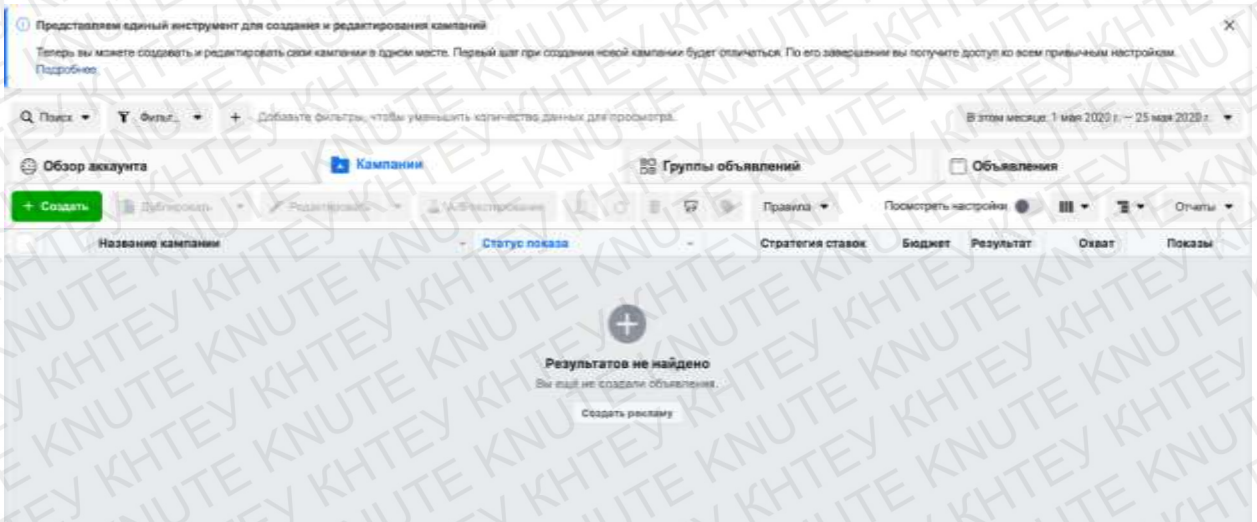 Представляем единый инструмент для создания и редактирования кампаний
Теперь вы можете создавать и редактировать свои кампании в одном месте. Первый шаг при создании новой кампании будет отличаться. По его завершении вы получите доступ ко всем привычным настройкам.
Подробнее
Поиск Фильт... + Добавьте фильтры, чтобы уменьшить количество данных для просмотра. В этом месяце: 1 мая 2020 г. — 25 мая 2020 г.
Обзор аккаунта Кампании Группы объявлений Объявления
+ Создать Дублировать Редактировать A/B-тестирование Правила Посмотреть настройки Отчеты
Название кампании Статус показа Стратегия ставок Бюджет Результат Охват Показы
Результатов не найдено
Вы ещё не создали объявления.
Создать рекламу
KHTEY KNUTE